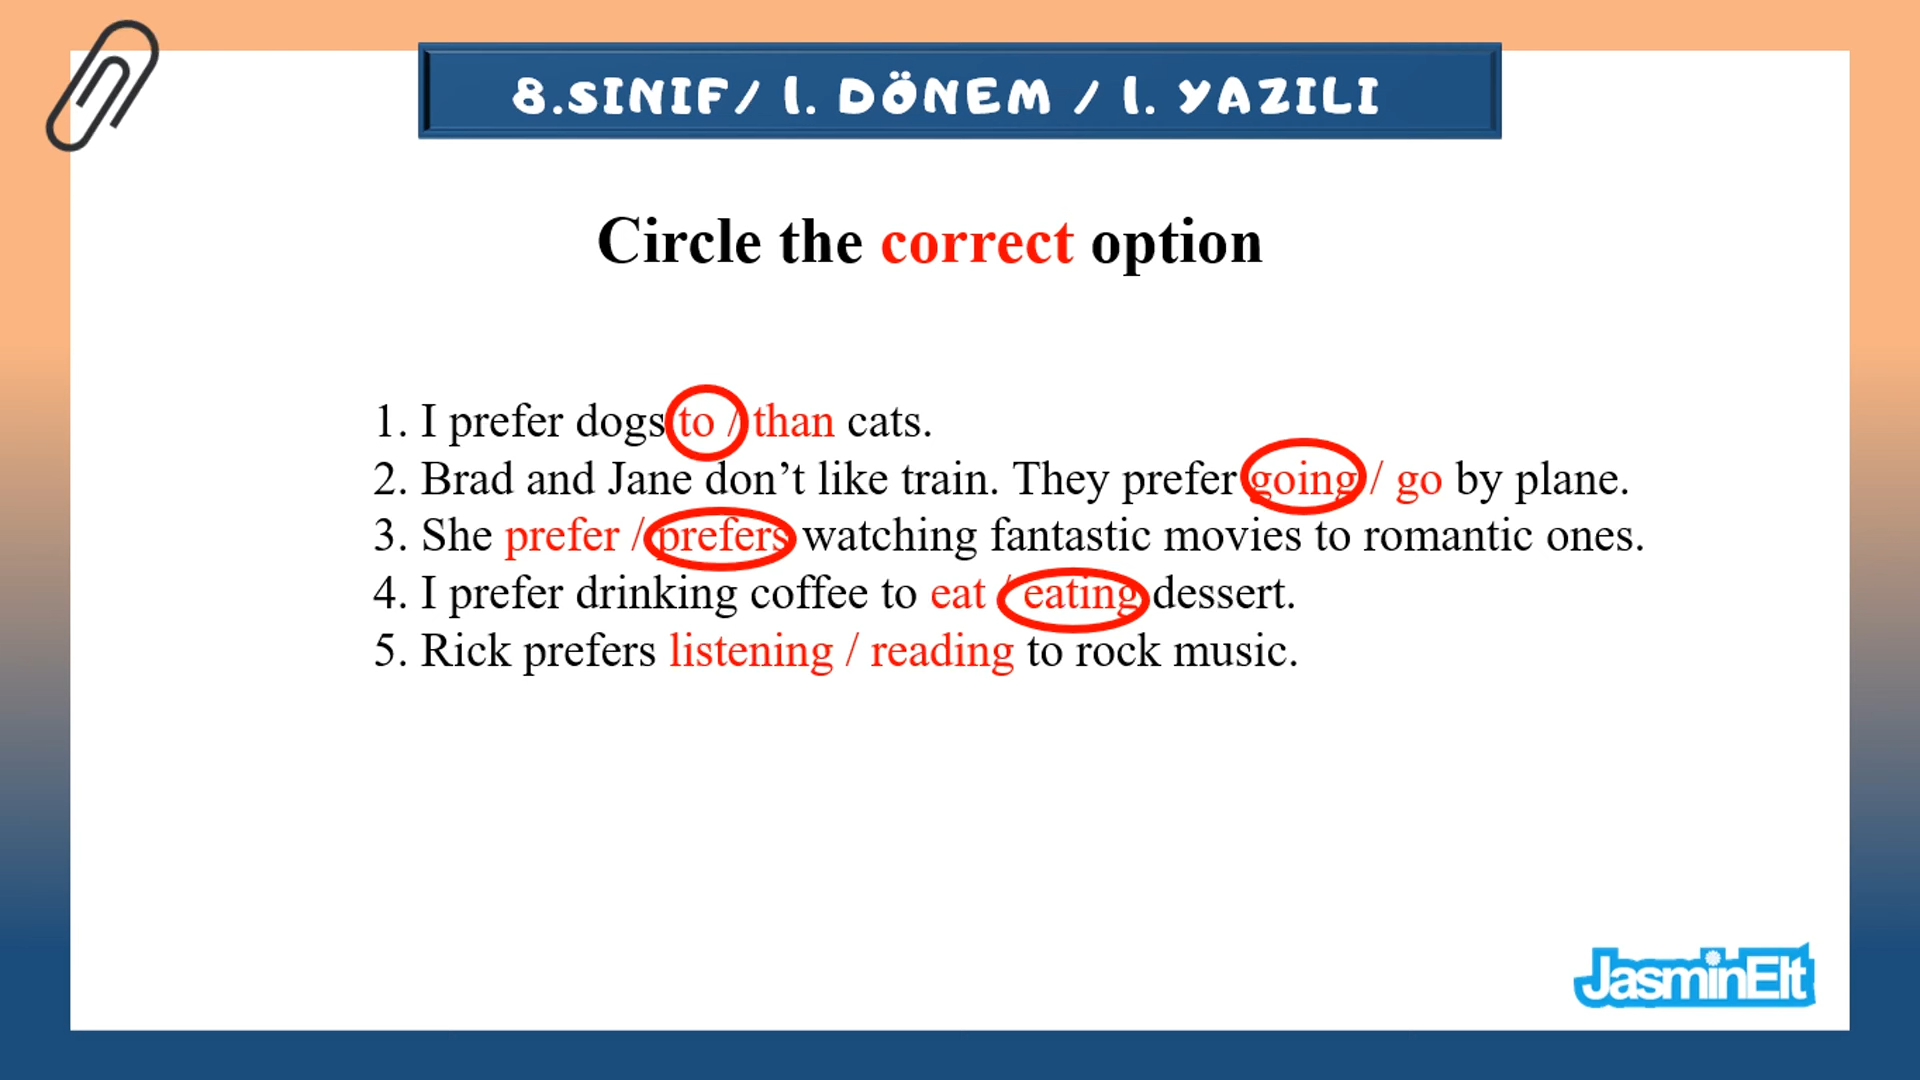 8.SINIF/ 1. DÖNEM / 1. YAZILI
Circle the correct option
1. I prefer dogs to / than cats.
2. Brad and Jane don’t like train. They prefer going / go by plane.
3. She prefer / prefers watching fantastic movies to romantic ones.
4. I prefer drinking coffee to eat / eating dessert.
5. Rick prefers listening / reading to rock music.
JasminElt